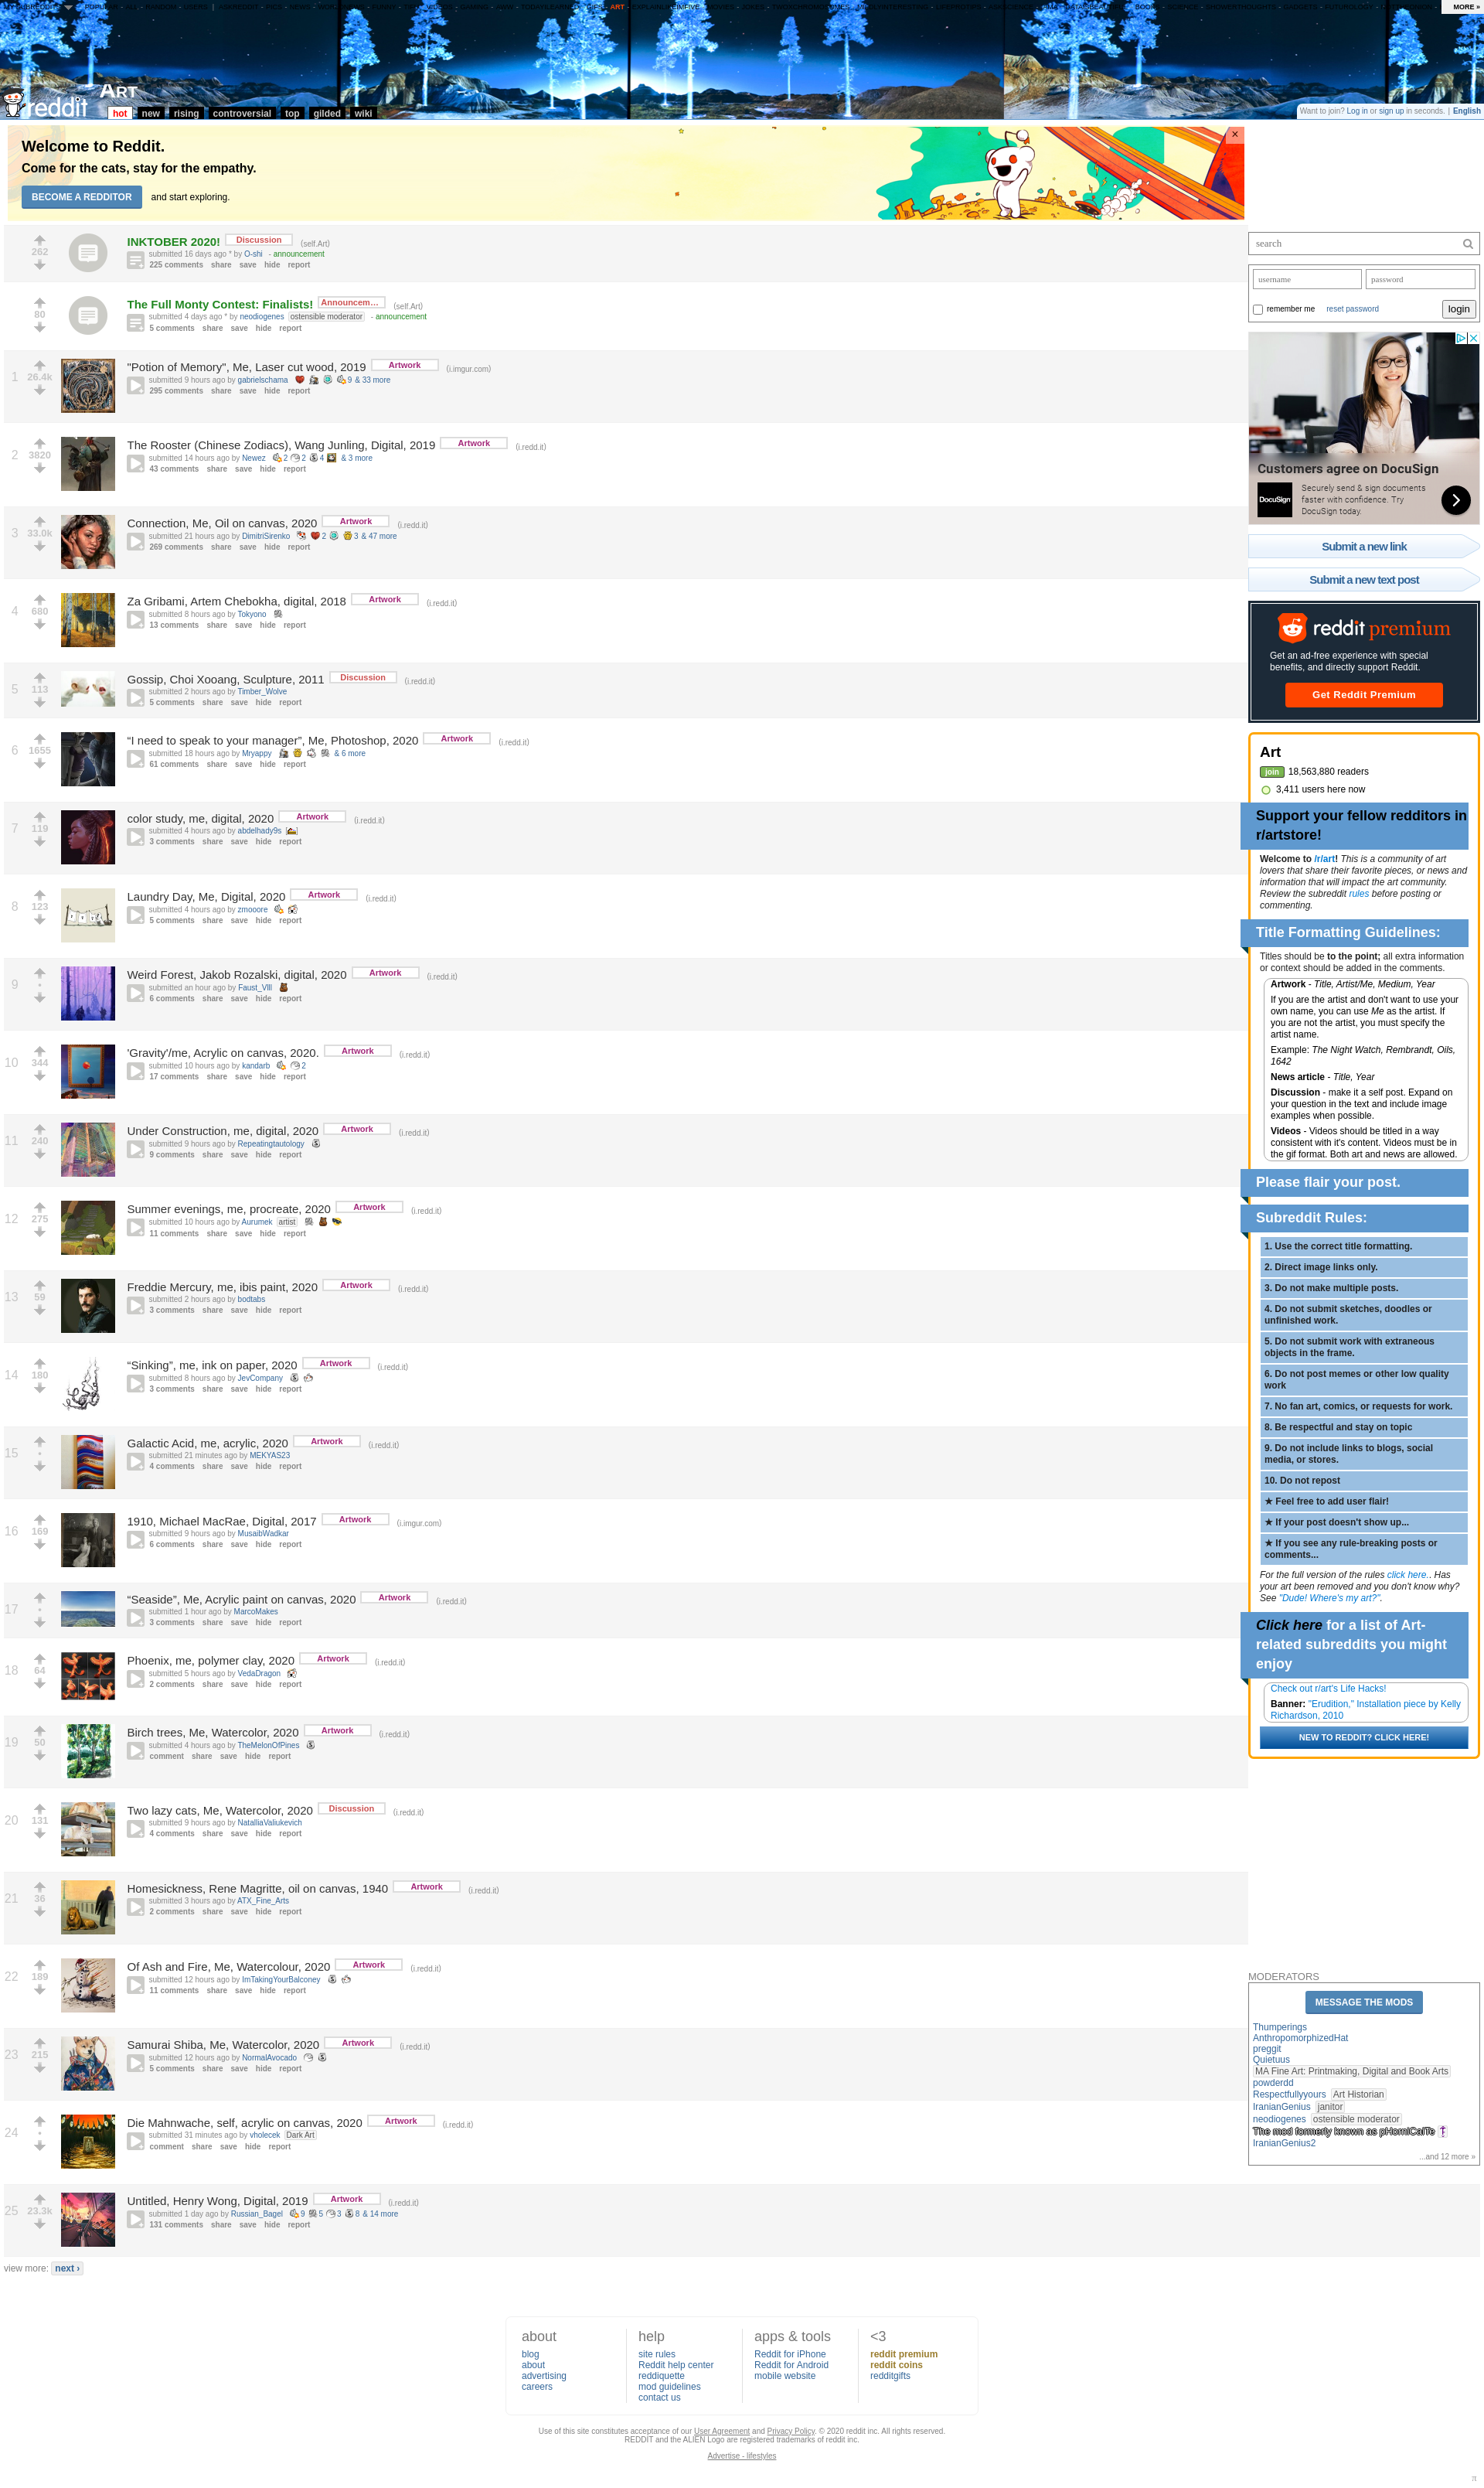 ART
MORE »
reddit
ART
hot new rising controversial top gilded wiki
Want to join? Log in or sign up in seconds. | English
Welcome to Reddit.
Come for the cats, stay for the empathy.
BECOME A REDDITOR and start exploring.
INKTOBER 2020! Discussion (self.Art)
262
submitted 16 days ago * by O-shi - announcement
225 comments share save hide report
The Full Monty Contest: Finalists! Announcem... (self.Art)
80
submitted 4 days ago * by neodiogenes ostensible moderator - announcement
5 comments share save hide report
"Potion of Memory", Me, Laser cut wood, 2019 Artwork (i.imgur.com)
1 26.4k
submitted 9 hours ago by gabrielschama 9 & 33 more
295 comments share save hide report
The Rooster (Chinese Zodiacs), Wang Junling, Digital, 2019 Artwork (i.redd.it)
2 3820
submitted 14 hours ago by Newez 2 2 4 & 3 more
43 comments share save hide report
Connection, Me, Oil on canvas, 2020 Artwork (i.redd.it)
3 33.0k
submitted 21 hours ago by DimitriSirenko 2 3 & 47 more
269 comments share save hide report
Za Gribami, Artem Chebokha, digital, 2018 Artwork (i.redd.it)
4 680
submitted 8 hours ago by Tokyono
13 comments share save hide report
Gossip, Choi Xooang, Sculpture, 2011 Discussion (i.redd.it)
5 113
submitted 2 hours ago by Timber_Wolve
5 comments share save hide report
“I need to speak to your manager”, Me, Photoshop, 2020 Artwork (i.redd.it)
6 1655
submitted 18 hours ago by Mryappy & 6 more
61 comments share save hide report
color study, me, digital, 2020 Artwork (i.redd.it)
7 119
submitted 4 hours ago by abdelhady9s
3 comments share save hide report
Laundry Day, Me, Digital, 2020 Artwork (i.redd.it)
8 123
submitted 4 hours ago by zmooore
5 comments share save hide report
Weird Forest, Jakob Rozalski, digital, 2020 Artwork (i.redd.it)
9 •
submitted an hour ago by Faust_VIII
6 comments share save hide report
'Gravity'/me, Acrylic on canvas, 2020. Artwork (i.redd.it)
10 344
submitted 10 hours ago by kandarb 2
17 comments share save hide report
Under Construction, me, digital, 2020 Artwork (i.redd.it)
11 240
submitted 9 hours ago by Repeatingtautology
9 comments share save hide report
Summer evenings, me, procreate, 2020 Artwork (i.redd.it)
12 275
submitted 10 hours ago by Aurumek artist
11 comments share save hide report
Freddie Mercury, me, ibis paint, 2020 Artwork (i.redd.it)
13 59
submitted 2 hours ago by bodtabs
3 comments share save hide report
“Sinking”, me, ink on paper, 2020 Artwork (i.redd.it)
14 180
submitted 8 hours ago by JevCompany
3 comments share save hide report
Galactic Acid, me, acrylic, 2020 Artwork (i.redd.it)
15 •
submitted 21 minutes ago by MEKYAS23
4 comments share save hide report
1910, Michael MacRae, Digital, 2017 Artwork (i.imgur.com)
16 169
submitted 9 hours ago by MusaibWadkar
6 comments share save hide report
“Seaside”, Me, Acrylic paint on canvas, 2020 Artwork (i.redd.it)
17 •
submitted 1 hour ago by MarcoMakes
3 comments share save hide report
Phoenix, me, polymer clay, 2020 Artwork (i.redd.it)
18 64
submitted 5 hours ago by VedaDragon
2 comments share save hide report
Birch trees, Me, Watercolor, 2020 Artwork (i.redd.it)
19 50
submitted 4 hours ago by TheMelonOfPines
comment share save hide report
Two lazy cats, Me, Watercolor, 2020 Discussion (i.redd.it)
20 131
submitted 9 hours ago by NatalliaValiukevich
4 comments share save hide report
Homesickness, Rene Magritte, oil on canvas, 1940 Artwork (i.redd.it)
21 36
submitted 3 hours ago by ATX_Fine_Arts
2 comments share save hide report
Of Ash and Fire, Me, Watercolour, 2020 Artwork (i.redd.it)
22 189
submitted 12 hours ago by ImTakingYourBalconey
11 comments share save hide report
Samurai Shiba, Me, Watercolor, 2020 Artwork (i.redd.it)
23 215
submitted 12 hours ago by NormalAvocado
5 comments share save hide report
Die Mahnwache, self, acrylic on canvas, 2020 Artwork (i.redd.it)
24 •
submitted 31 minutes ago by vholecek Dark Art
comment share save hide report
Untitled, Henry Wong, Digital, 2019 Artwork (i.redd.it)
25 23.3k
submitted 1 day ago by Russian_Bagel 9 5 3 8 & 14 more
131 comments share save hide report
view more: next ›
search
username password
remember me reset password login
Customers agree on DocuSign
DocuSign
Securely send & sign documents
faster with confidence. Try
DocuSign today.
Submit a new link
Submit a new text post
reddit premium
Get an ad-free experience with special
benefits, and directly support Reddit.
Get Reddit Premium
Art
join 18,563,880 readers
3,411 users here now
Support your fellow redditors in
r/artstore!
Welcome to /r/art! This is a community of art
lovers that share their favorite pieces, or news and
information that will impact the art community.
Review the subreddit rules before posting or
commenting.
Title Formatting Guidelines:
Titles should be to the point; all extra information
or context should be added in the comments.
Artwork - Title, Artist/Me, Medium, Year
If you are the artist and don't want to use your
own name, you can use Me as the artist. If
you are not the artist, you must specify the
artist name.
Example: The Night Watch, Rembrandt, Oils,
1642
News article - Title, Year
Discussion - make it a self post. Expand on
your question in the text and include image
examples when possible.
Videos - Videos should be titled in a way
consistent with it's content. Videos must be in
the gif format. Both art and news are allowed.
Please flair your post.
Subreddit Rules:
1. Use the correct title formatting.
2. Direct image links only.
3. Do not make multiple posts.
4. Do not submit sketches, doodles or
unfinished work.
5. Do not submit work with extraneous
objects in the frame.
6. Do not post memes or other low quality
work
7. No fan art, comics, or requests for work.
8. Be respectful and stay on topic
9. Do not include links to blogs, social
media, or stores.
10. Do not repost
★ Feel free to add user flair!
★ If your post doesn't show up...
★ If you see any rule-breaking posts or
comments...
For the full version of the rules click here.. Has
your art been removed and you don't know why?
See "Dude! Where's my art?".
Click here for a list of Art-
related subreddits you might
enjoy
Check out r/art's Life Hacks!
Banner: "Erudition," Installation piece by Kelly
Richardson, 2010
NEW TO REDDIT? CLICK HERE!
MODERATORS
MESSAGE THE MODS
Thumperings
AnthropomorphizedHat
preggit
Quietuus
MA Fine Art: Printmaking, Digital and Book Arts
powderdd
Respectfullyyours Art Historian
IranianGenius janitor
neodiogenes ostensible moderator
The mod formerly known as pHorniCaiTe
IranianGenius2
...and 12 more »
about
blog
about
advertising
careers
help
site rules
Reddit help center
reddiquette
mod guidelines
contact us
apps & tools
Reddit for iPhone
Reddit for Android
mobile website
<3
reddit premium
reddit coins
redditgifts
Use of this site constitutes acceptance of our User Agreement and Privacy Policy. © 2020 reddit inc. All rights reserved.
REDDIT and the ALIEN Logo are registered trademarks of reddit inc.
Advertise - lifestyles
π